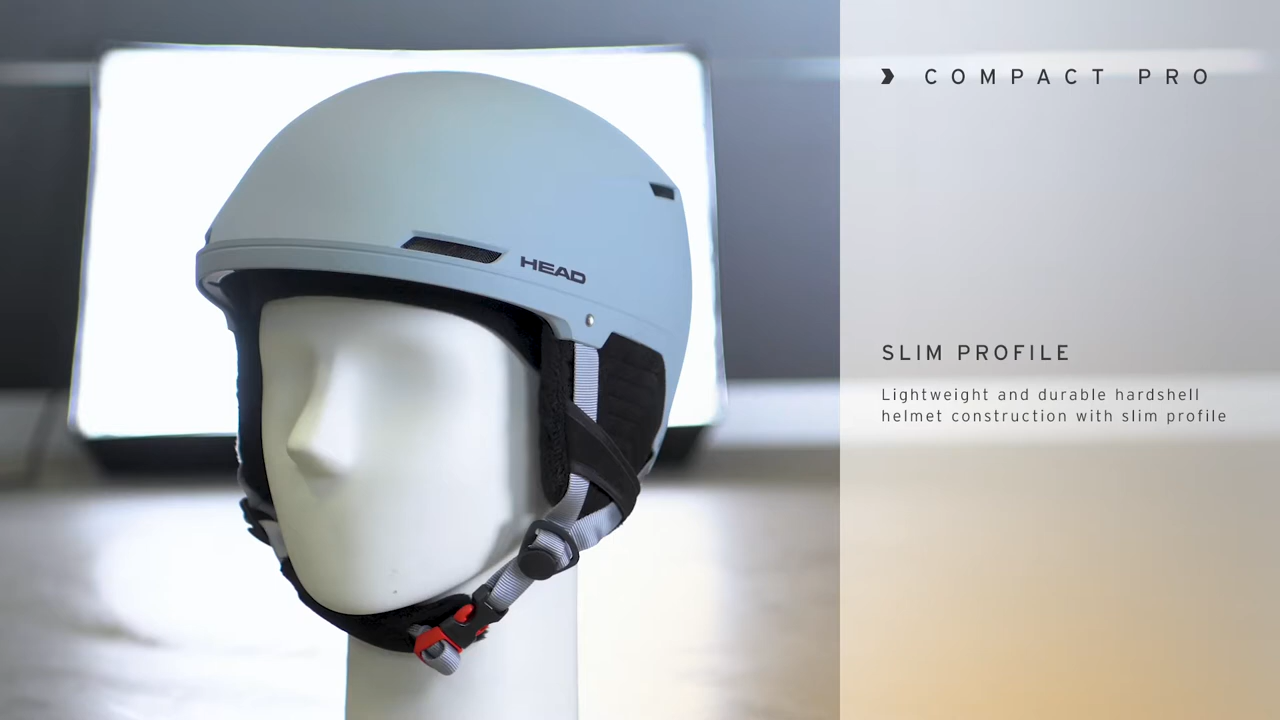 COMPACT PRO
HEAD
SLIM PROFILE
Lightweight and durable hardshell
helmet construction with slim profile